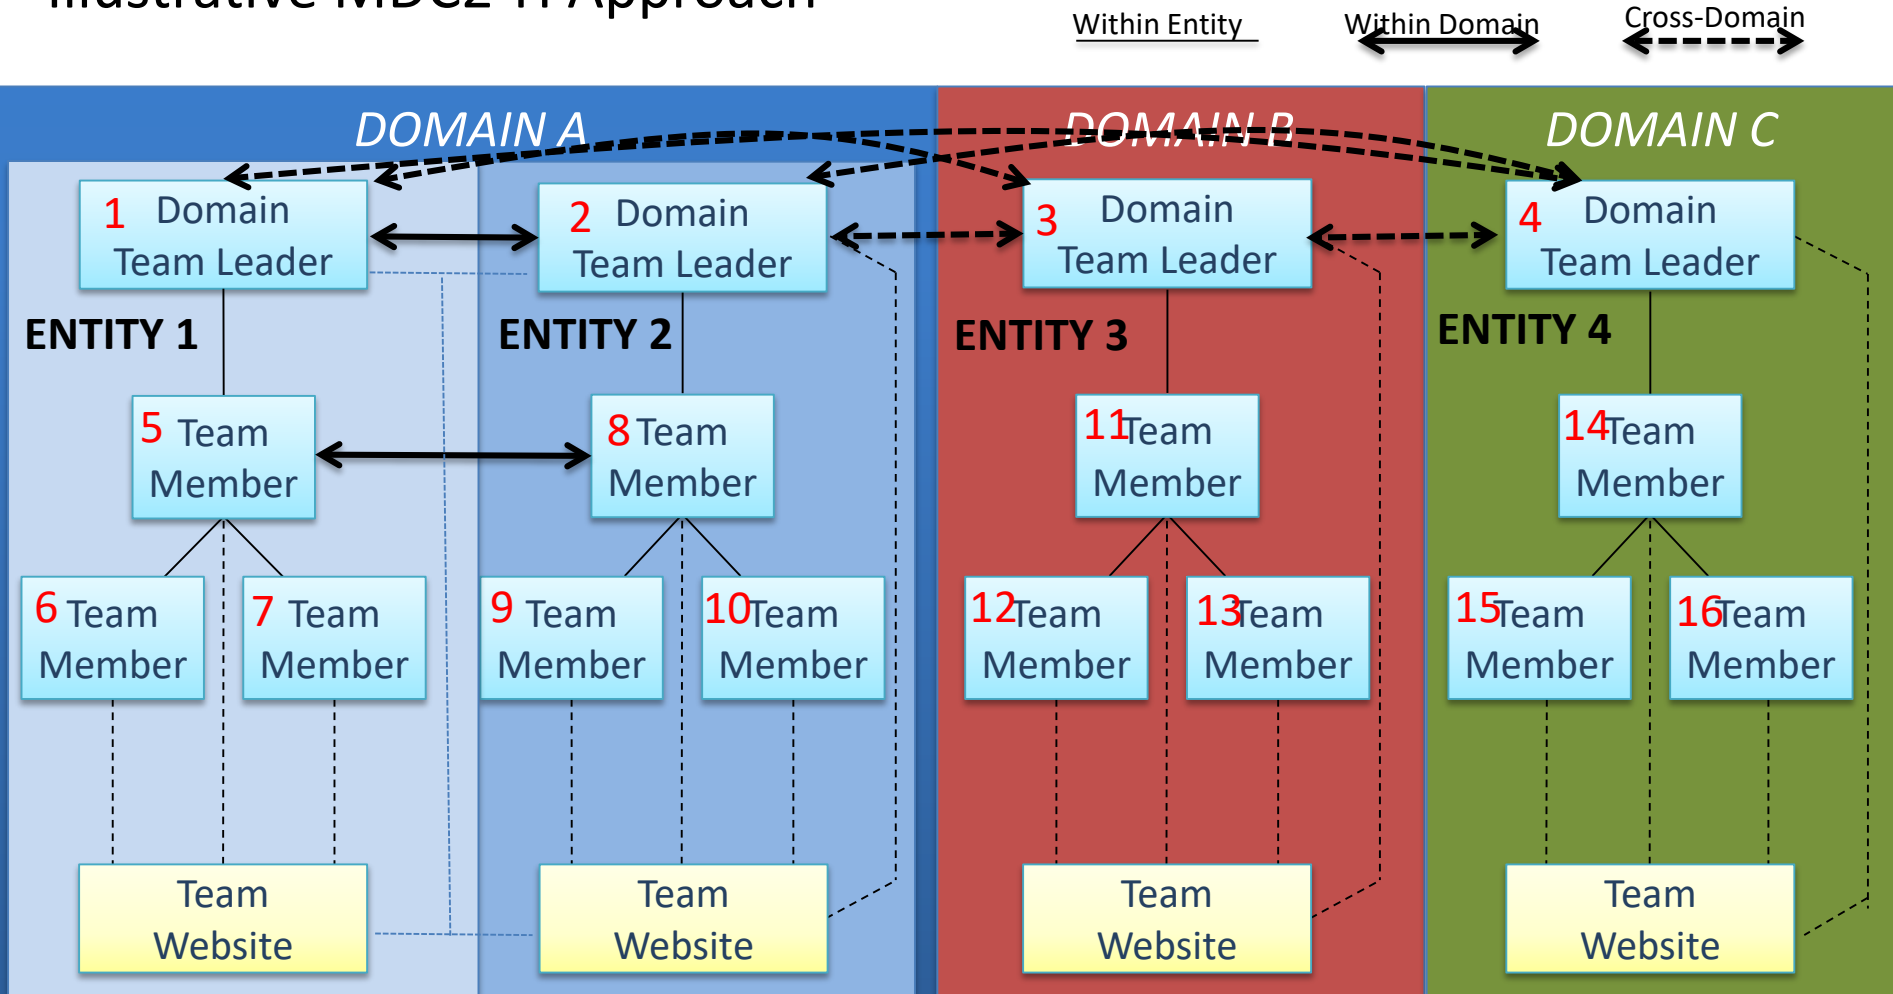 Illustrative MDC2 Approach
Within Entity
Within Domain
Cross-Domain
DOMAIN A
DOMAIN B
DOMAIN C
1 Domain
Team Leader
2 Domain
Team Leader
3 Domain
Team Leader
4 Domain
Team Leader
ENTITY 1
ENTITY 2
ENTITY 3
ENTITY 4
5 Team
Member
8 Team
Member
11 Team
Member
14 Team
Member
6 Team
Member
7 Team
Member
9 Team
Member
10 Team
Member
12 Team
Member
13 Team
Member
15 Team
Member
16 Team
Member
Team
Website
Team
Website
Team
Website
Team
Website